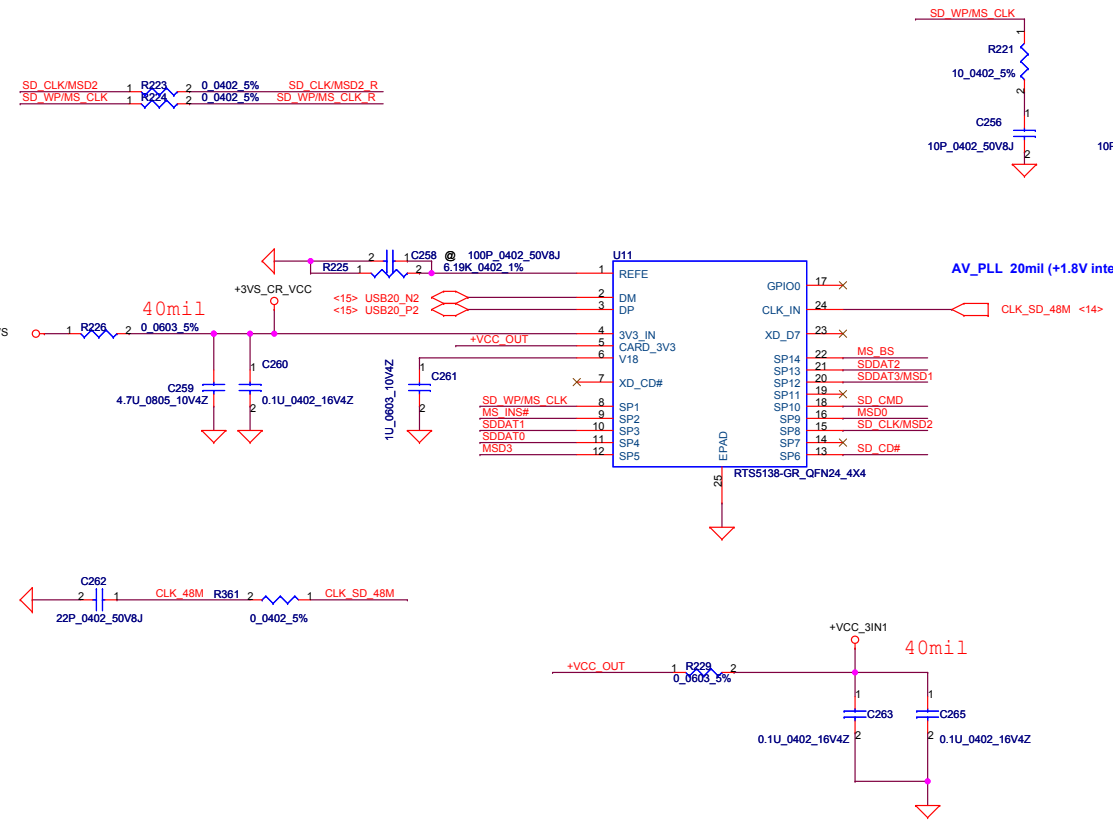 SD_WP/MS_CLK
1
R221
10_0402_5%
2
1
C256
10P_0402_50V8J
2
10P
SD_CLK/MSD2 1 R223 2 0_0402_5% SD_CLK/MSD2_R
SD_WP/MS_CLK 1 R224 2 0_0402_5% SD_WP/MS_CLK_R
2 1 C258 @ 100P_0402_50V8J
R225 1 2 6.19K_0402_1%
U11
AV_PLL 20mil (+1.8V inte
+3VS_CR_VCC
40mil
<15> USB20_N2
<15> USB20_P2
/S
1 R226 2 0_0603_5%
+VCC_OUT
1
C259
4.7U_0805_10V4Z
2
1
C260
0.1U_0402_16V4Z
2
1
C261
1U_0603_10V4Z
2
SD_WP/MS_CLK
MS_INS#
SDDAT1
SDDAT0
MSD3
1 REFE
2 DM
3 DP
4 3V3_IN
5 CARD_3V3
6 V18
7 XD_CD#
8 SP1
9 SP2
10 SP3
11 SP4
12 SP5
GPIO0 17
CLK_IN 24
XD_D7 23
SP14 22 MS_BS
SP13 21 SDDAT2
SP12 20 SDDAT3/MSD1
SP11 19
SP10 18 SD_CMD
SP9 16 MSD0
SP8 15 SD_CLK/MSD2
SP7 14
SP6 13 SD_CD#
CLK_SD_48M <14>
EPAD
25
RTS5138-GR_QFN24_4X4
C262
2 1 CLK_48M R361 2 1 CLK_SD_48M
22P_0402_50V8J 0_0402_5%
+VCC_3IN1
40mil
+VCC_OUT 1 R229 2
0_0603_5%
1
C263
0.1U_0402_16V4Z
2
1
C265
2
0.1U_0402_16V4Z